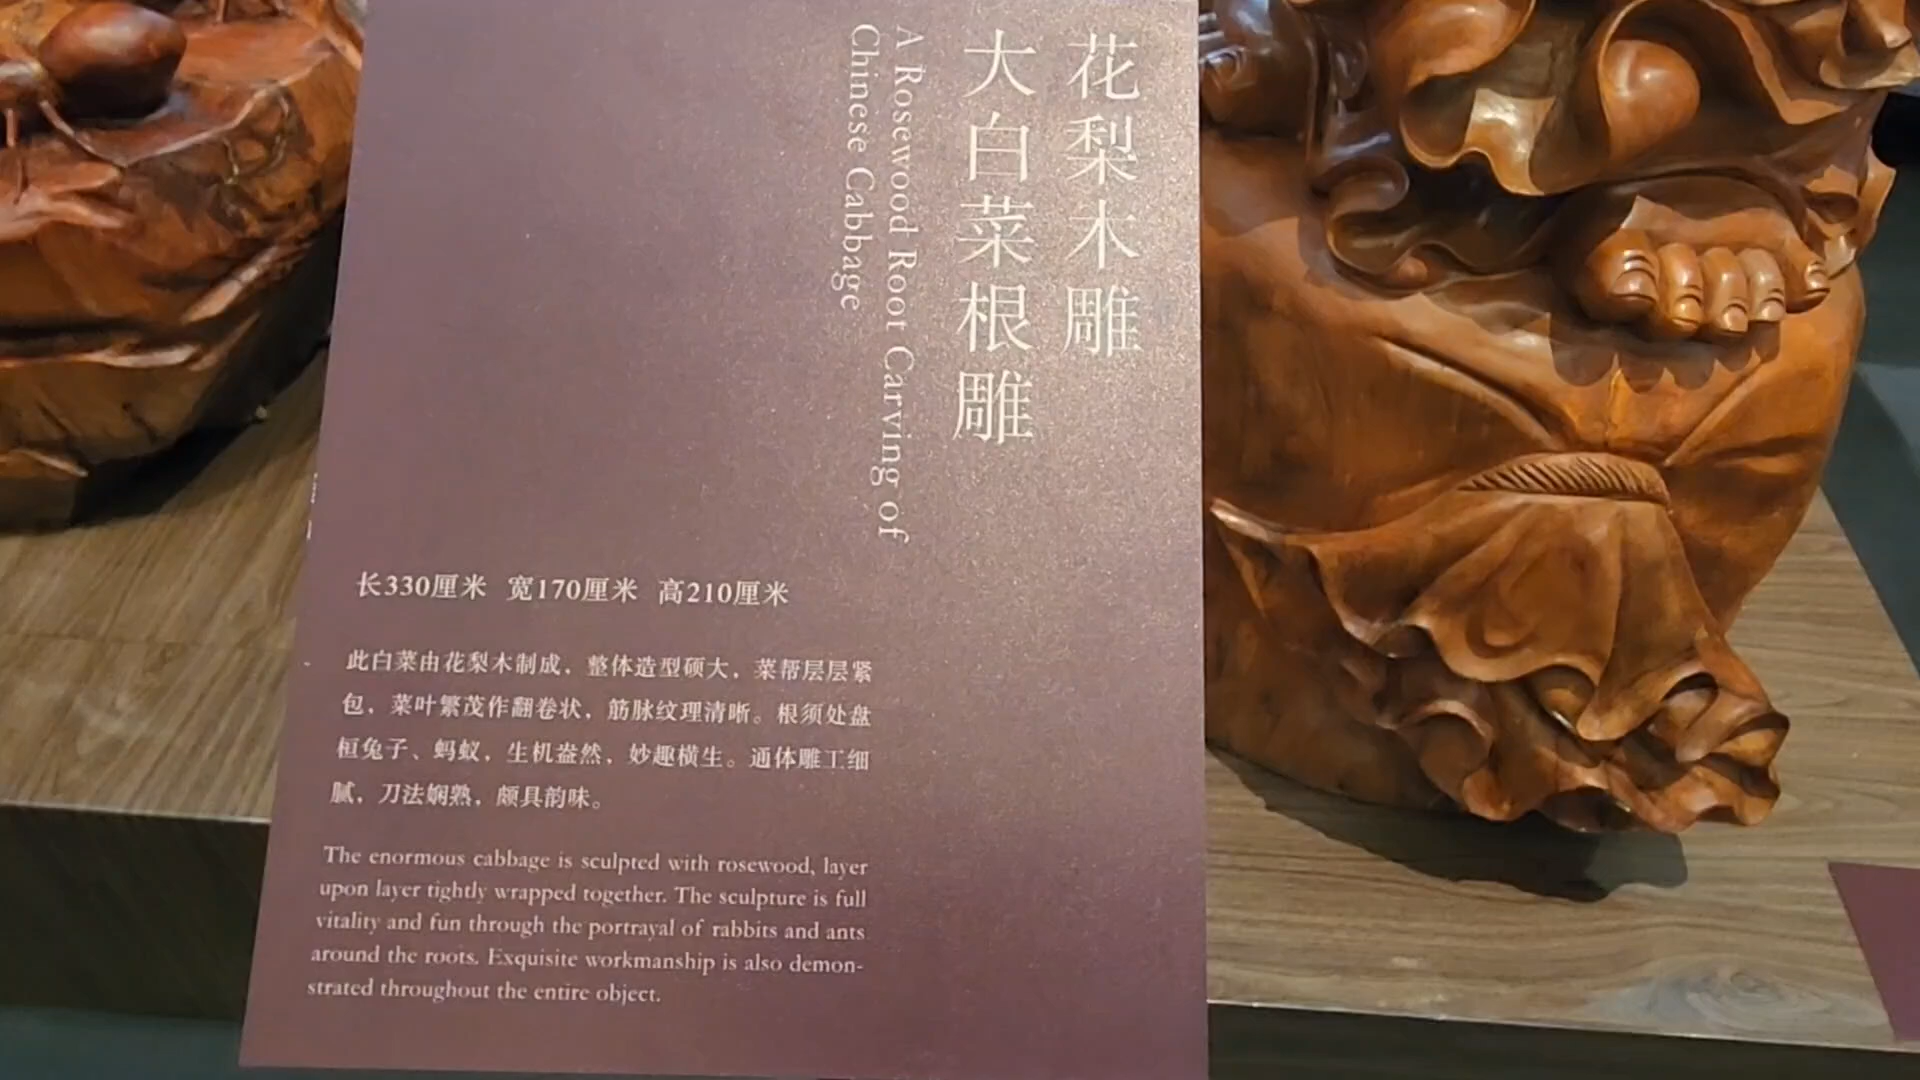 花梨木雕
大白菜根雕
A Rosewood Root Carving of
Chinese Cabbage
长330厘米 宽170厘米 高210厘米
此白菜由花梨木制成，整体造型硕大，菜帮层层紧
包，菜叶繁茂作翻卷状，筋脉纹理清晰。根须处盘
桓兔子、蚂蚁，生机盎然，妙趣横生。通体雕工细
腻，刀法娴熟，颇具韵味。
The enormous cabbage is sculpted with rosewood, layer
upon layer tightly wrapped together. The sculpture is full
vitality and fun through the portrayal of rabbits and ants
around the roots. Exquisite workmanship is also demon-
strated throughout the entire object.